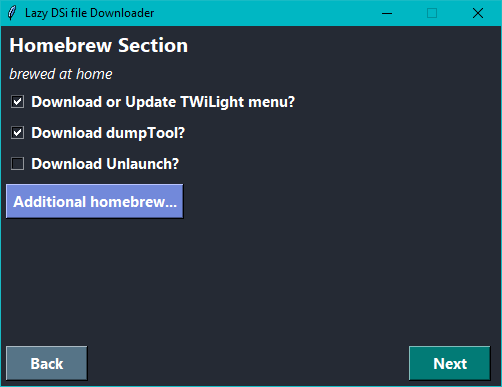 Lazy DSi file Downloader
Homebrew Section
brewed at home
Download or Update TWiLight menu?
Download dumpTool?
Download Unlaunch?
Additional homebrew...
Back
Next